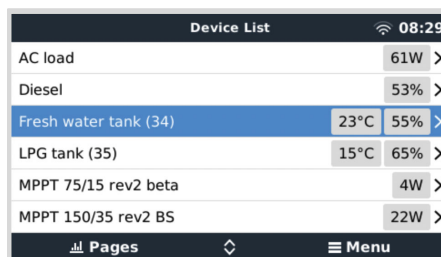 Device List 08:29
AC load 61W
Diesel 53%
Fresh water tank (34) 23°C 55%
LPG tank (35) 15°C 65%
MPPT 75/15 rev2 beta 4W
MPPT 150/35 rev2 BS 22W
Pages Menu